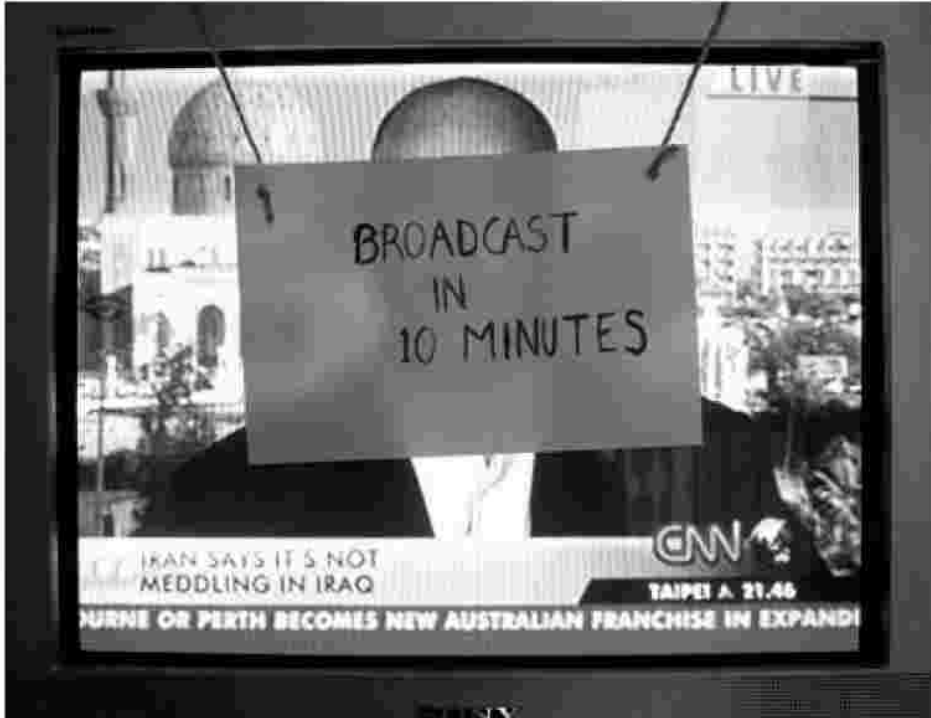 LIVE
BROADCAST
IN
10 MINUTES
IRAN SAYS IT'S NOT
MEDDLING IN IRAQ
CNN
TAIPEI 21.46
OURNE OR PERTH BECOMES NEW AUSTRALIAN FRANCHISE IN EXPANDI